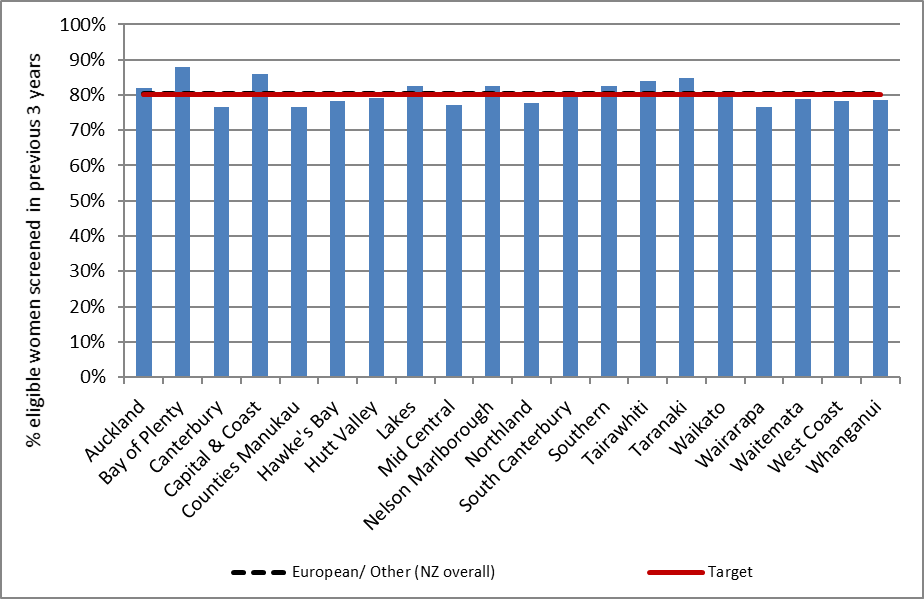 % eligible women screened in previous 3 years
100%
90%
80%
70%
60%
50%
40%
30%
20%
10%
0%
Auckland
Bay of Plenty
Canterbury
Capital & Coast
Counties Manukau
Hawke's Bay
Hutt Valley
Lakes
Mid Central
Nelson Marlborough
Northland
South Canterbury
Southern
Tairawhiti
Taranaki
Waikato
Wairarapa
Waitemata
West Coast
Whanganui
European/ Other (NZ overall)
Target